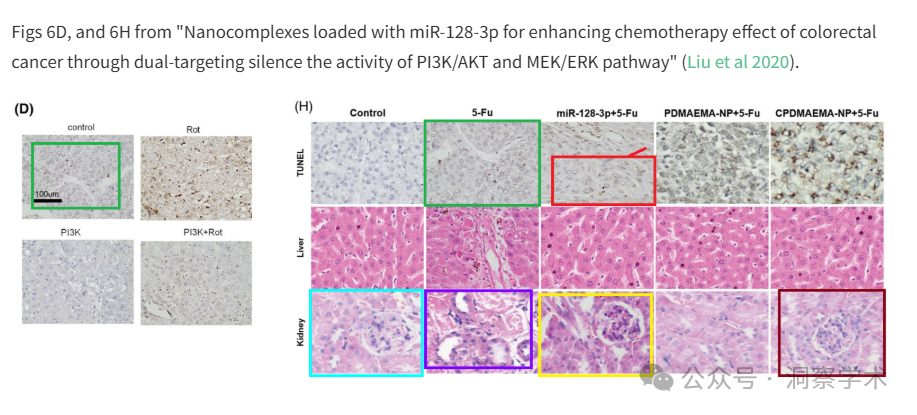 Figs 6D, and 6H from "Nanocomplexes loaded with miR-128-3p for enhancing chemotherapy effect of colorectal
cancer through dual-targeting silence the activity of PI3K/AKT and MEK/ERK pathway" (Liu et al 2020).
(D)
control
Rot
100um
PI3K
PI3K+Rot
(H)
Control
5-Fu
miR-128-3p+5-Fu
PDMAEMA-NP+5-Fu
CPDMAEMA-NP+5-Fu
TUNEL
Liver
Kidney
公众号 · 洞察学术